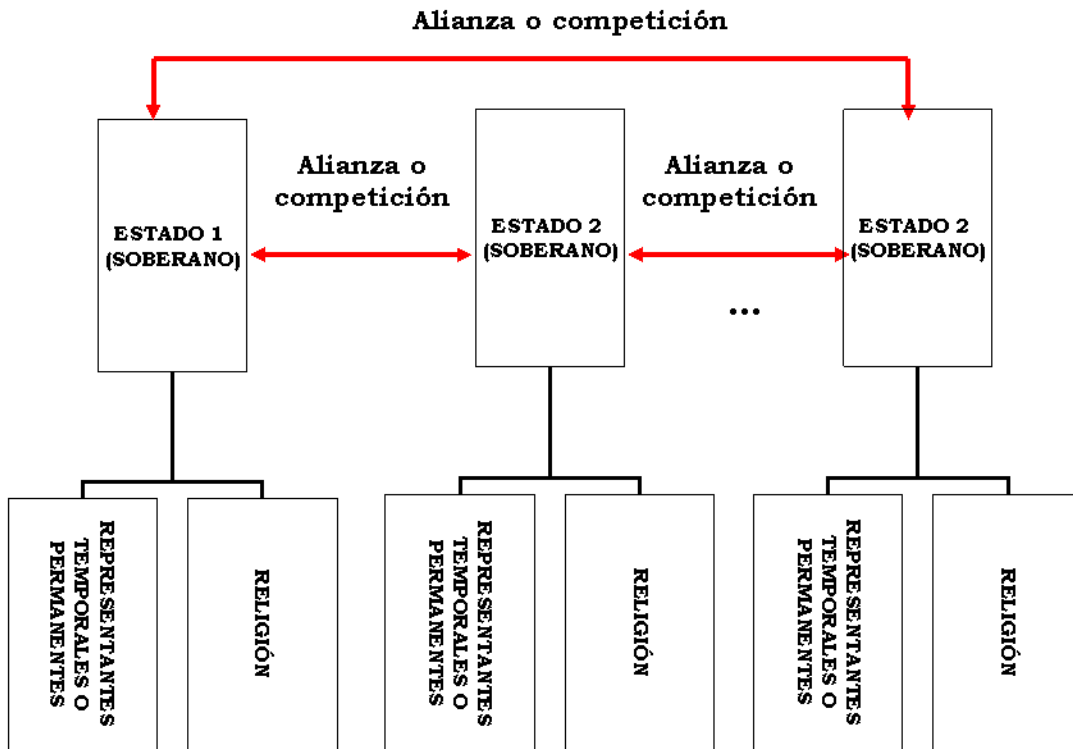 Alianza o competición
Alianza o
competición
Alianza o
competición
ESTADO 1
(SOBERANO)
ESTADO 2
(SOBERANO)
ESTADO 2
(SOBERANO)
...
REPRESENTANTES
TEMPORALES O
PERMANENTES
RELIGIÓN
REPRESENTANTES
TEMPORALES O
PERMANENTES
RELIGIÓN
REPRESENTANTES
TEMPORALES O
PERMANENTES
RELIGIÓN